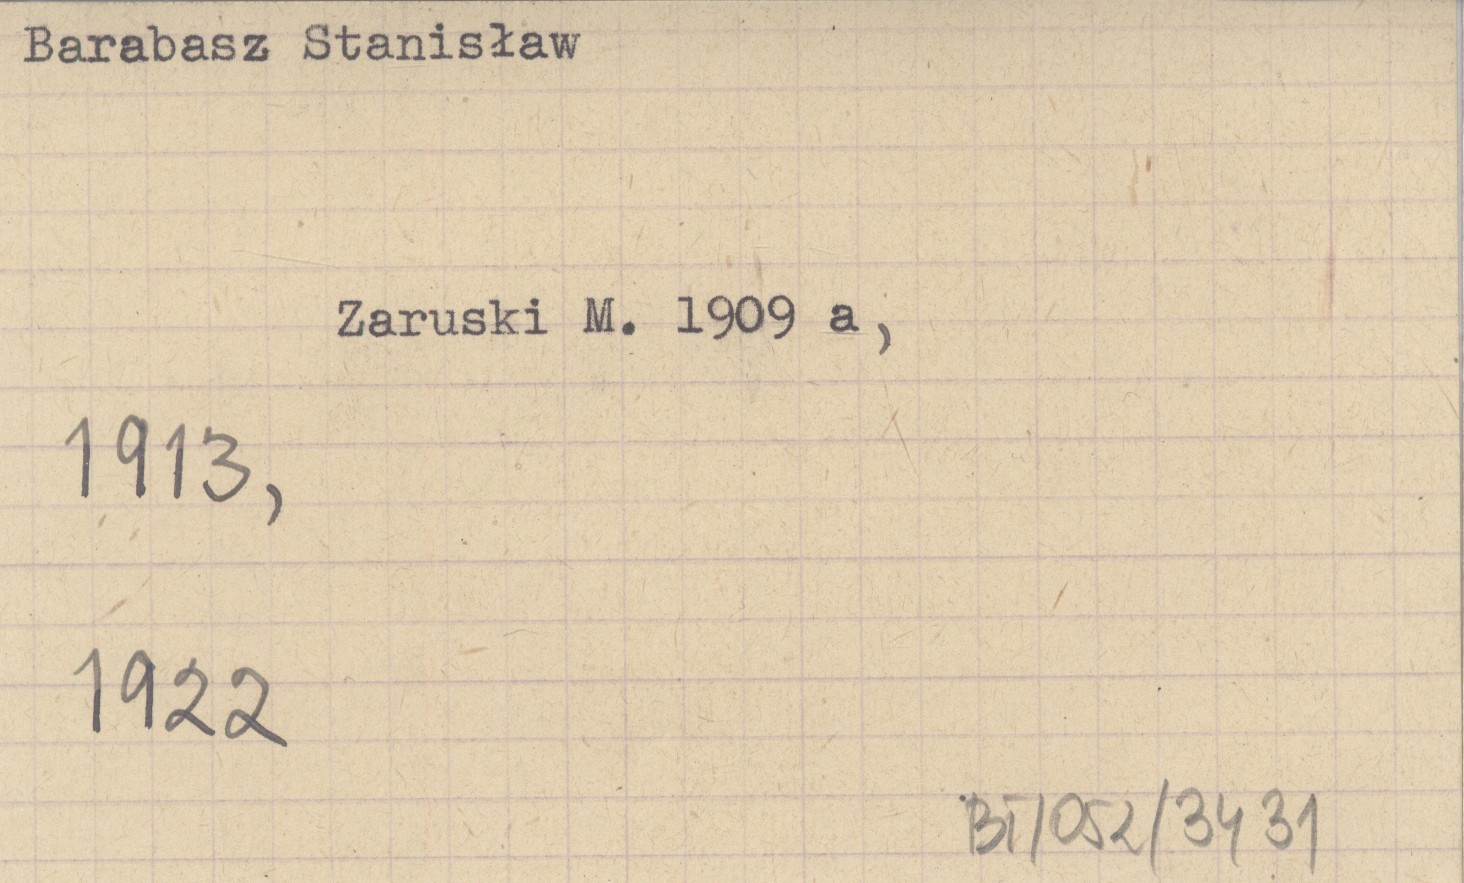 Barabasz Stanisław
Zaruski M. 1909 a,
1913,
1922
BT/052/3431